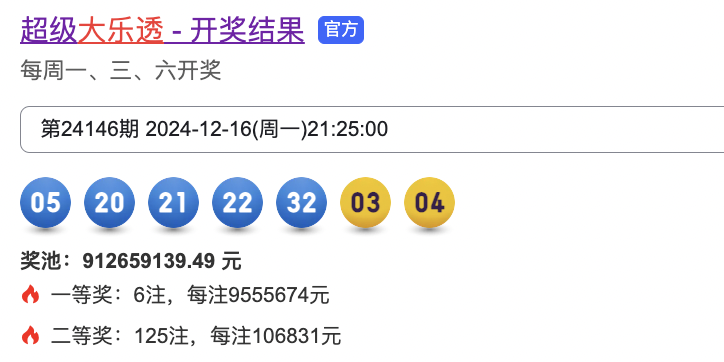 超级大乐透 - 开奖结果 官方
每周一、三、六开奖
第24146期 2024-12-16(周一)21:25:00
05 20 21 22 32 03 04
奖池：912659139.49 元
一等奖：6注，每注9555674元
二等奖：125注，每注106831元